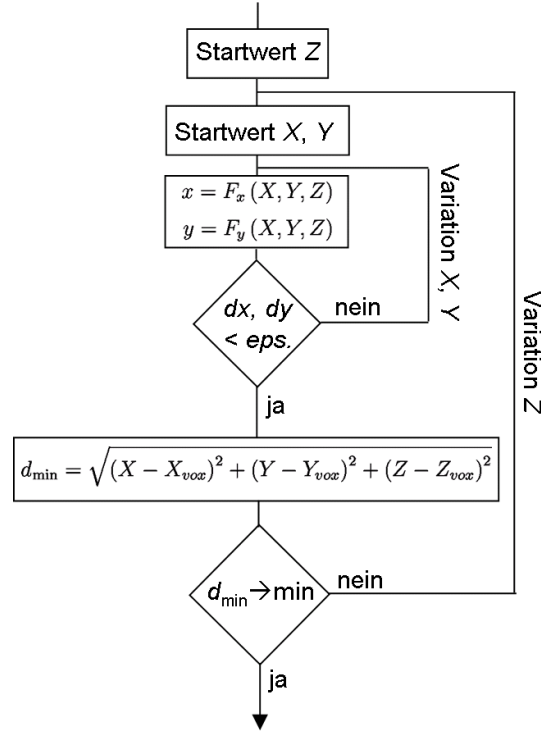 Startwert Z
Startwert X, Y
x = F_x (X, Y, Z)
y = F_y (X, Y, Z)
Variation X, Y
dx, dy
< eps.
nein
Variation Z
ja
d_min = √((X − X_vox)² + (Y − Y_vox)² + (Z − Z_vox)²)
d_min→min
nein
ja